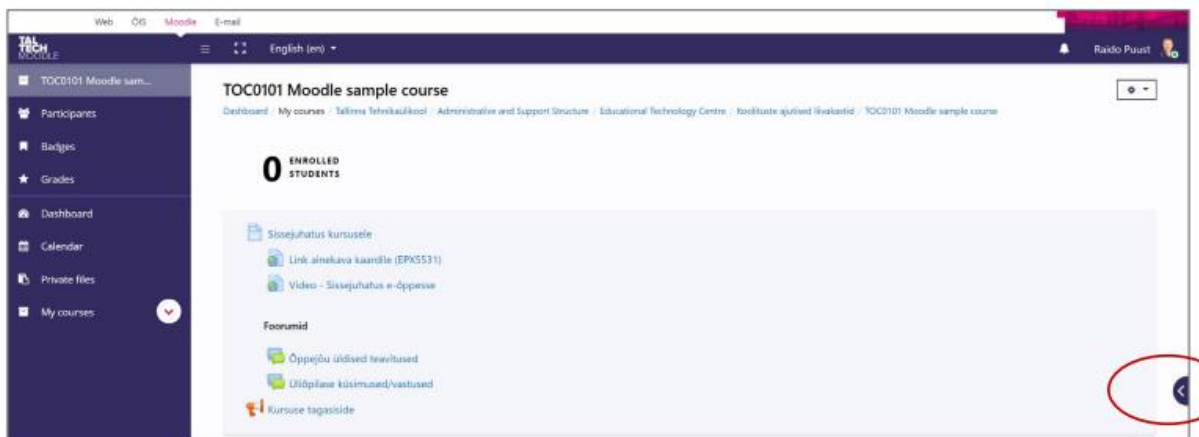 Web ÕIS Moodle E-mail
TAL
TECH
MOODLE
English (en)
Raido Puust
TOC0101 Moodle sam...
Participants
Badges
Grades
Dashboard
Calendar
Private files
My courses
TOC0101 Moodle sample course
Dashboard / My courses / Tallinna Tehnikaülikool / Administrative and Support Structure / Educational Technology Centre / Koolituste ajutised liivakastid / TOC0101 Moodle sample course
0 ENROLLED
STUDENTS
Sissejuhatus kursusele
Link ainekava kaardile (EPX5531)
Video - Sissejuhatus e-õppesse
Foorumid
Õppejõu üldised teavitused
Üliõpilase küsimused/vastused
Kursuse tagasiside